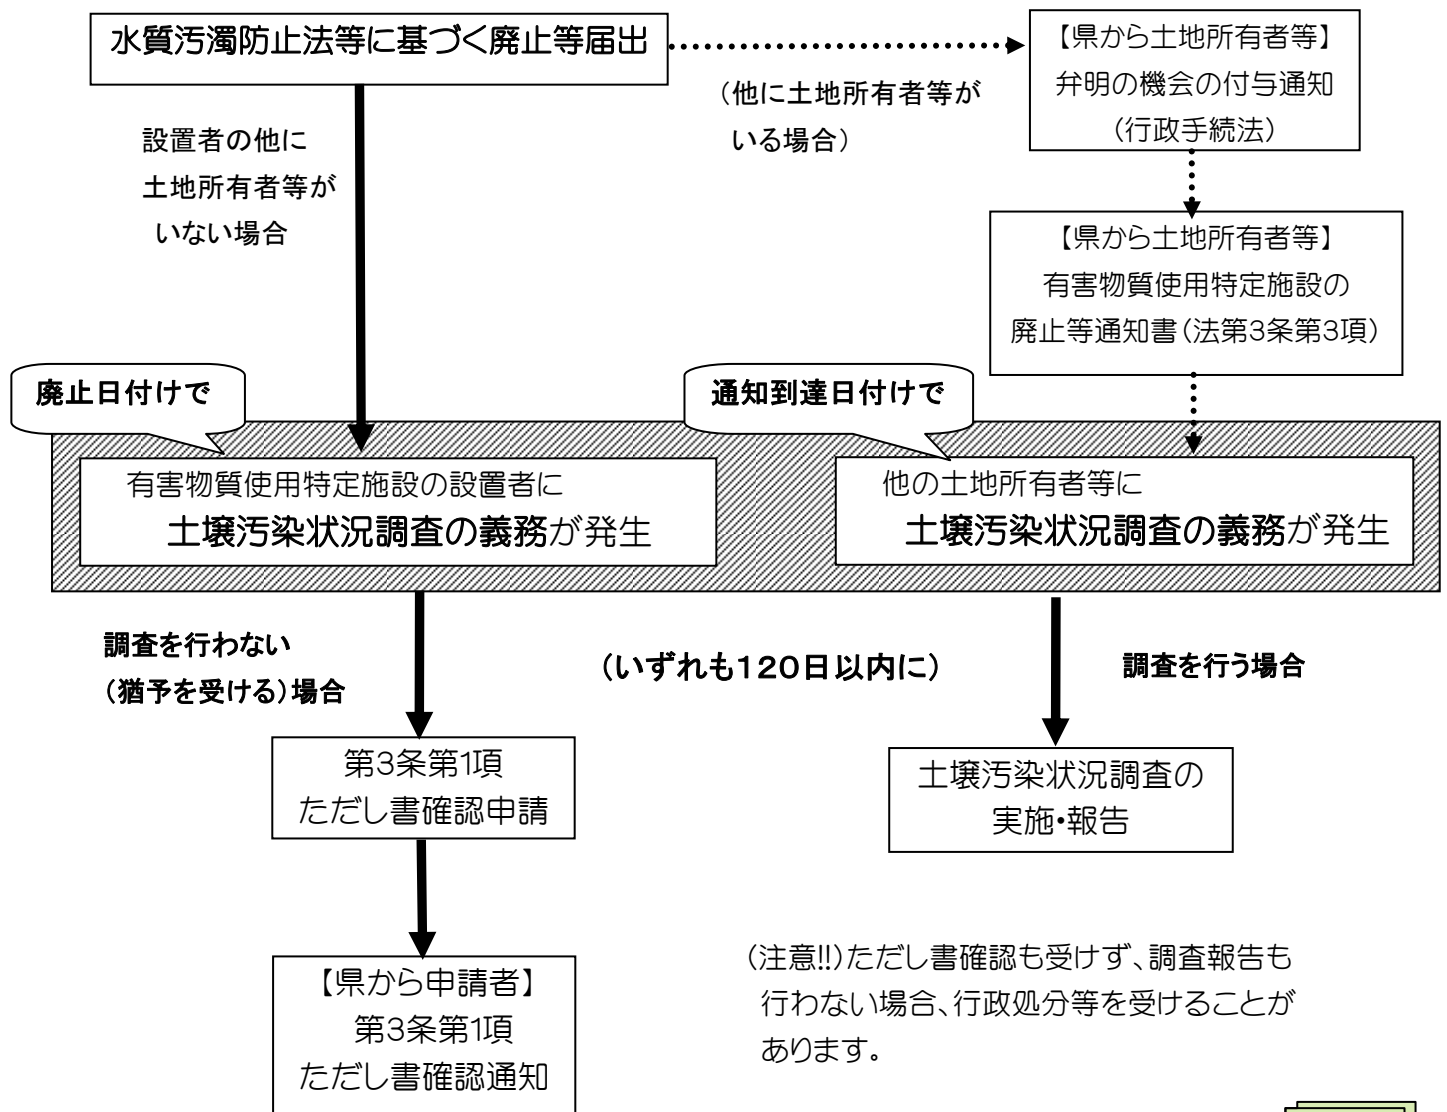 水質汚濁防止法等に基づく廃止等届出
【県から土地所有者等】
弁明の機会の付与通知
（行政手続法）
（他に土地所有者等が
いる場合）
設置者の他に
土地所有者等が
いない場合
【県から土地所有者等】
有害物質使用特定施設の
廃止等通知書（法第3条第3項）
廃止日付けで
通知到達日付けで
有害物質使用特定施設の設置者に
土壌汚染状況調査の義務が発生
他の土地所有者等に
土壌汚染状況調査の義務が発生
調査を行わない
（猶予を受ける）場合
（いずれも１２０日以内に）
調査を行う場合
第3条第1項
ただし書確認申請
土壌汚染状況調査の
実施・報告
【県から申請者】
第3条第1項
ただし書確認通知
（注意!!）ただし書確認も受けず、調査報告も
行わない場合、行政処分等を受けることが
あります。